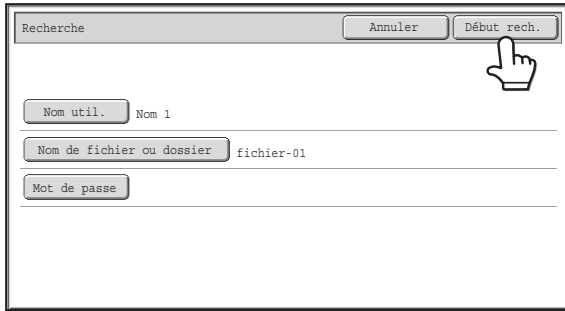 Recherche Annuler Début rech.
Nom util. Nom 1
Nom de fichier ou dossier fichier-01
Mot de passe